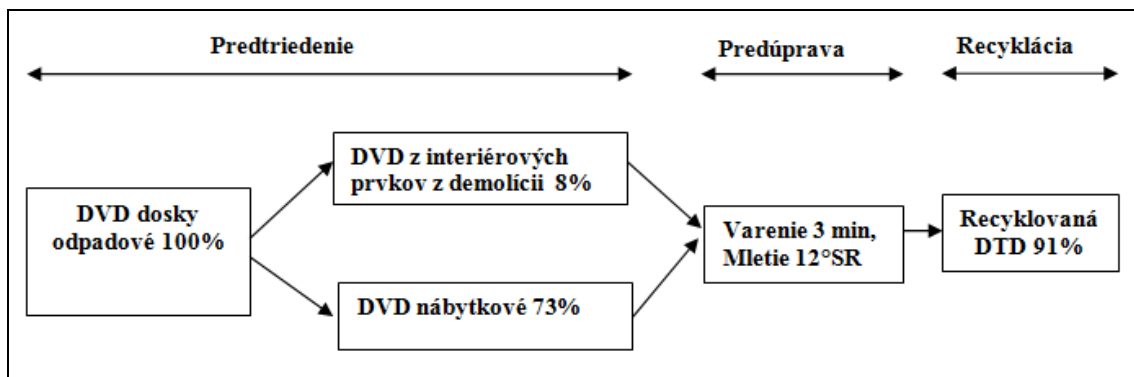 Predtriedenie
Predúprava
Recyklácia
DVD dosky
odpadové 100%
DVD z interiérových
prvkov z demolícii 8%
DVD nábytkové 73%
Varenie 3 min,
Mletie 12°SR
Recyklovaná
DTD 91%